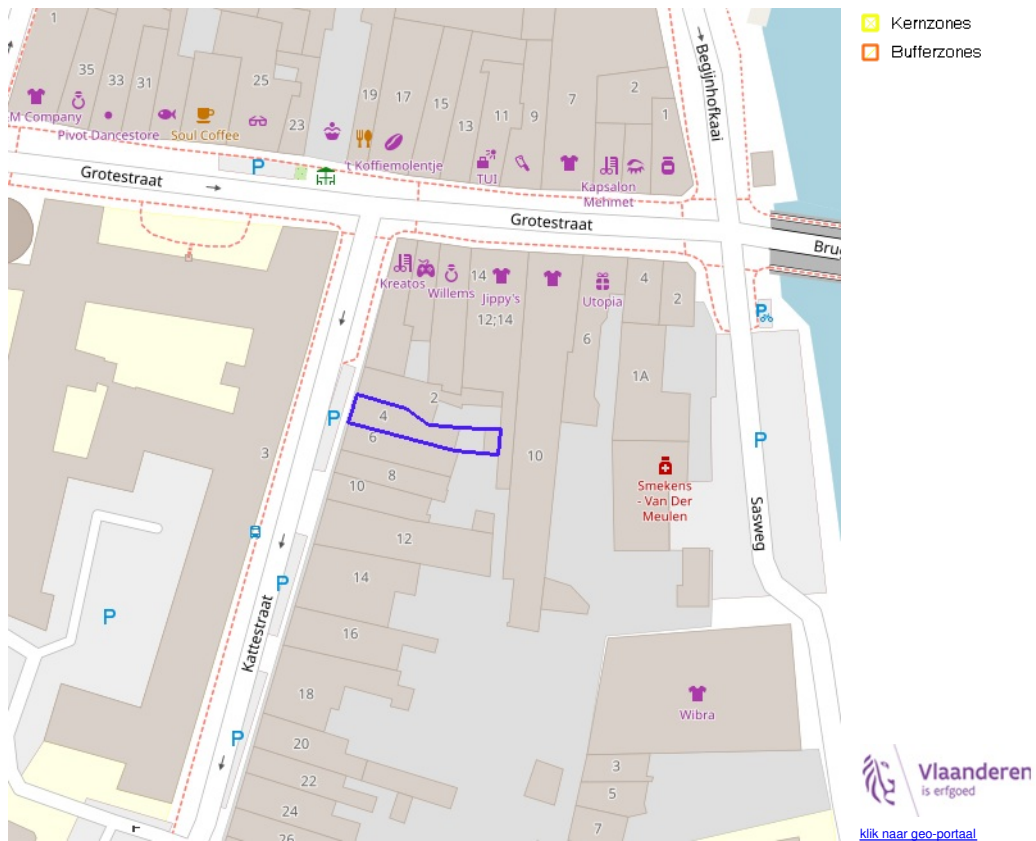 Kernzones
Bufferzones
1
35
33
31
25
23
19
17
15
13
11
9
7
2
1
M Company
Pivot Dancestore
Soul Coffee
't Koffiemolentje
TUI
Kapsalon
Mehmet
Begijnhofkaai
P
Grotestraat
Grotestraat
Bru
Kreatos
Willems
14
Jippy's
12;14
Utopia
4
2
6
P
1A
2
4
6
P
8
10
10
3
12
14
16
18
20
22
24
26
P
P
P
P
Kattestraat
Smekens
- Van Der
Meulen
Sasweg
Wibra
3
5
7
Vlaanderen
is erfgoed
klik naar geo-portaal